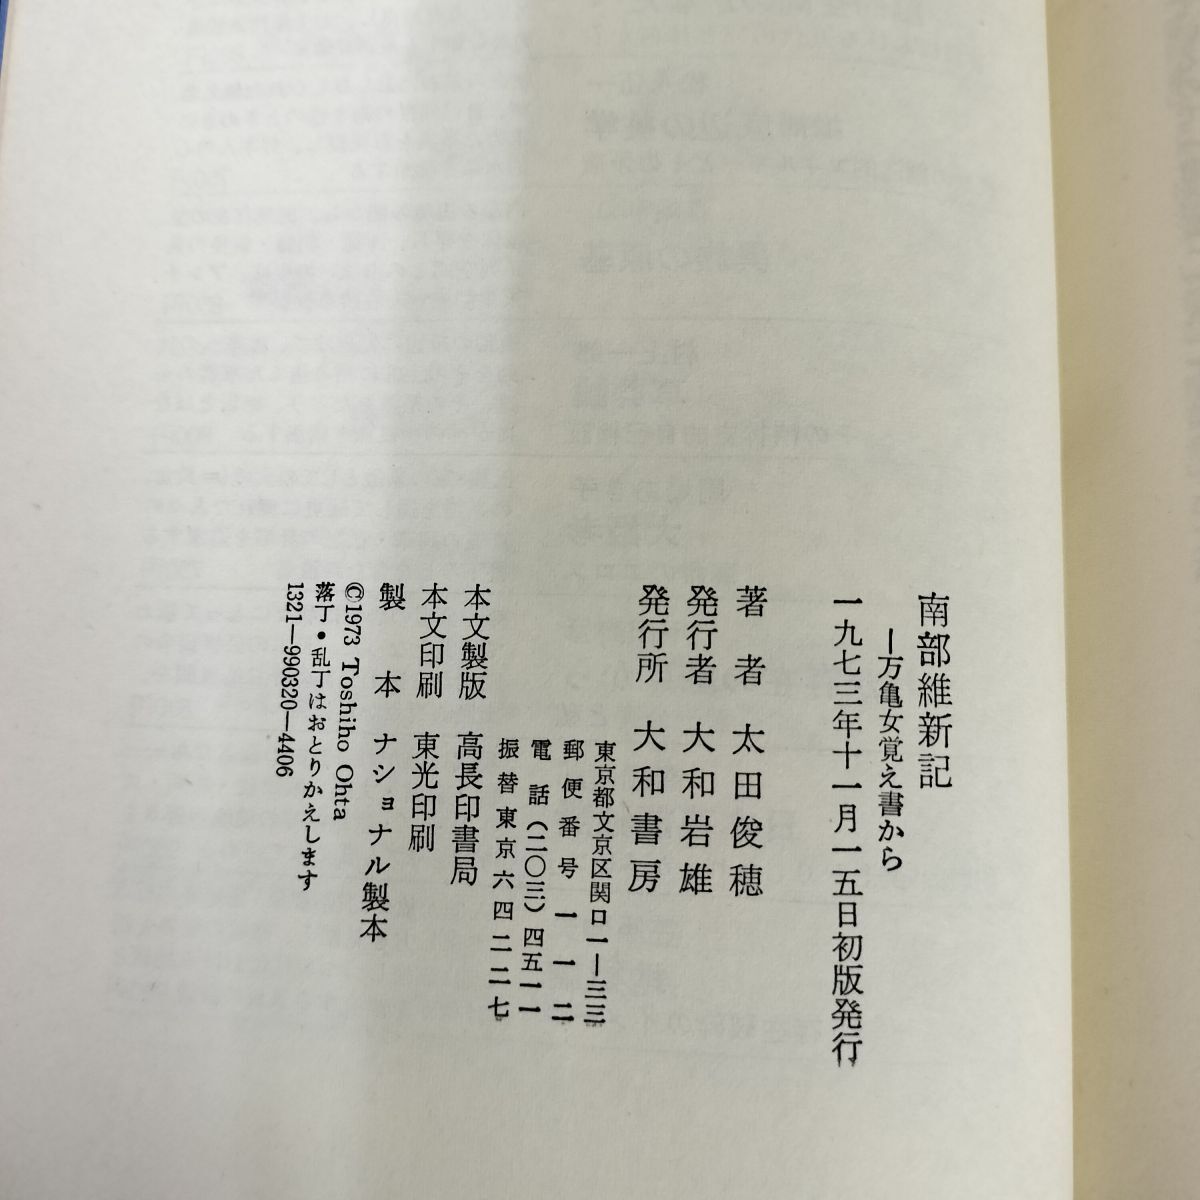 南部維新記
―万亀女覚え書から
一九七三年十一月一五日初版発行
著者 太田俊穂
発行者 大和岩雄
発行所 大和書房
東京都文京区関口一―三三
郵便番号 一一二
電話(二〇三)四五一一
振替東京六四二二七
本文製版 高長印書局
本文印刷 東光印刷
製本 ナショナル製本
©1973 Toshiho Ohta
落丁・乱丁はおとりかえします
1321―990320―4406